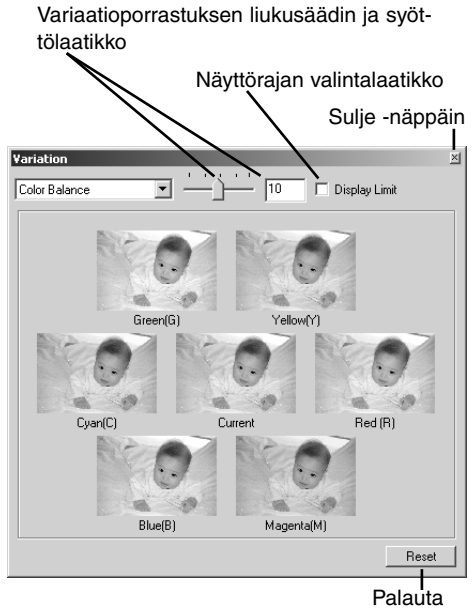 Variaatioporrastuksen liukusäädin ja syöt-
tölaatikko
Näyttörajan valintalaatikko
Sulje -näppäin
Variation
Color Balance 10 Display Limit
Green(G) Yellow(Y)
Cyan(C) Current Red (R)
Blue(B) Magenta(M)
Reset
Palauta